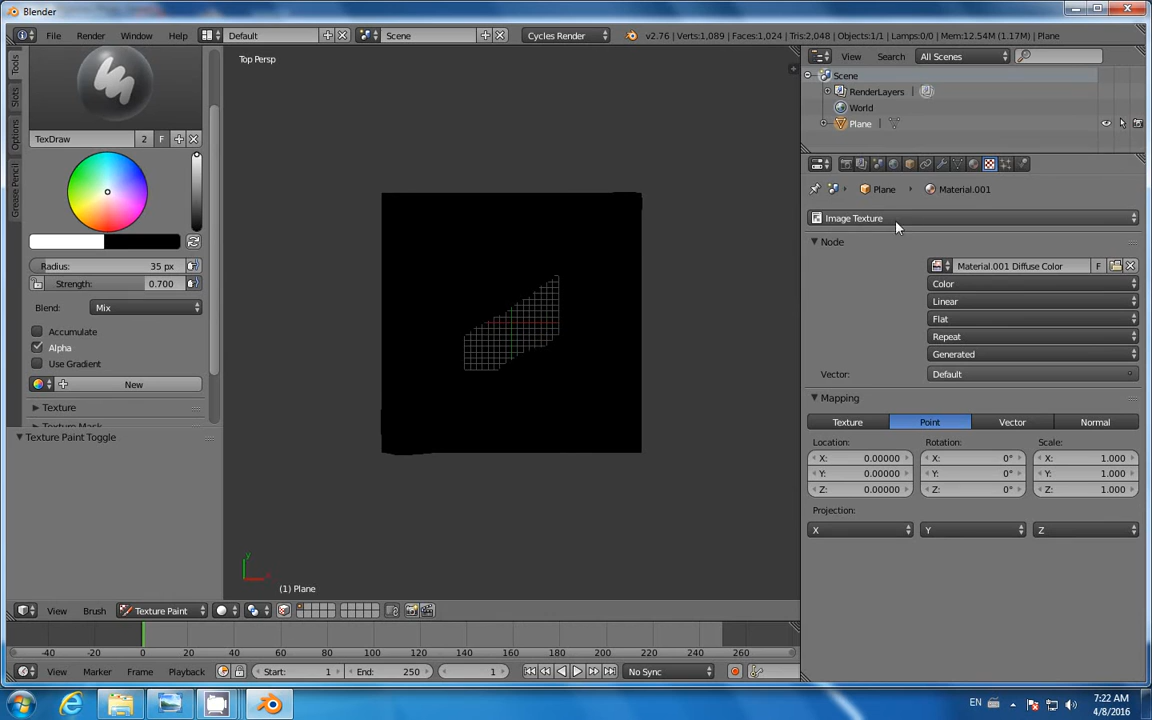 Blender
File Render Window Help Default Scene Cycles Render v2.76 | Verts:1,089 | Faces:1,024 | Tris:2,048 | Objects:1/1 | Lamps:0/0 | Mem:12.54M (1.17M) | Plane
View Search All Scenes
Scene
RenderLayers |
World
Plane |
Plane Material.001
Image Texture
Node
Material.001 Diffuse Color F
Color
Linear
Flat
Repeat
Generated
Vector: Default
Mapping
Texture Point Vector Normal
Location: Rotation: Scale:
X: 0.00000 X: 0° X: 1.000
Y: 0.00000 Y: 0° Y: 1.000
Z: 0.00000 Z: 0° Z: 1.000
Projection:
X Y Z
Tools
Slots
Options
Grease Pencil
TexDraw 2 F
Radius: 35 px
Strength: 0.700
Blend: Mix
Accumulate
Alpha
Use Gradient
New
Texture
Texture Mask
Texture Paint Toggle
Top Persp
y
x
(1) Plane
View Brush Texture Paint
-40 -20 0 20 40 60 80 100 120 140 160 180 200 220 240 260
View Marker Frame Playback Start: 1 End: 250 1 No Sync
EN 7:22 AM
4/8/2016